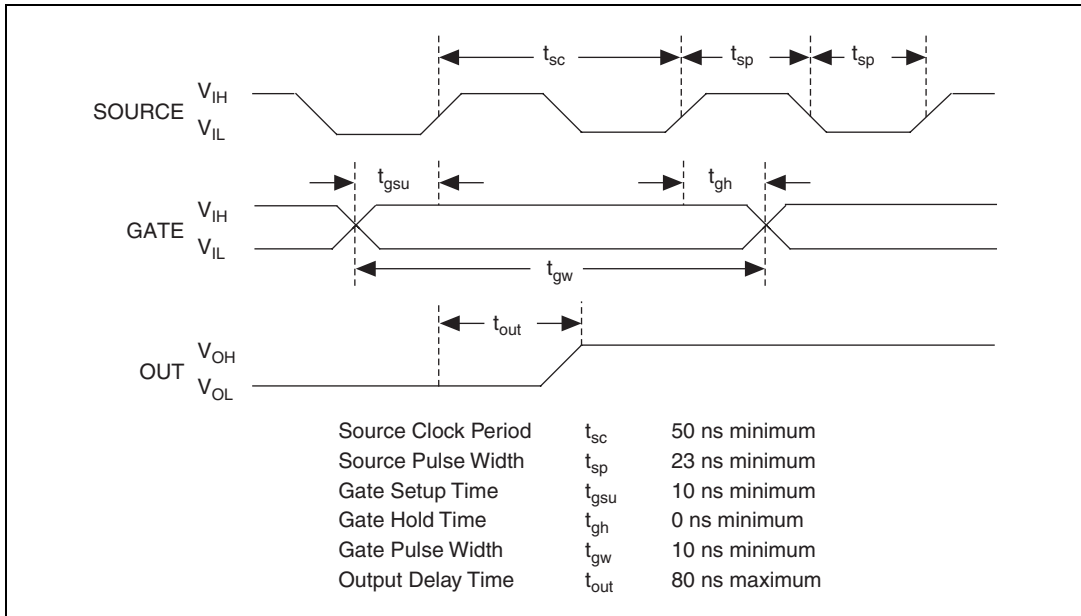 t_sc t_sp t_sp
SOURCE V_IH
V_IL
t_gsu t_gh
GATE V_IH
V_IL
t_gw
t_out
OUT V_OH
V_OL
Source Clock Period t_sc 50 ns minimum
Source Pulse Width t_sp 23 ns minimum
Gate Setup Time t_gsu 10 ns minimum
Gate Hold Time t_gh 0 ns minimum
Gate Pulse Width t_gw 10 ns minimum
Output Delay Time t_out 80 ns maximum